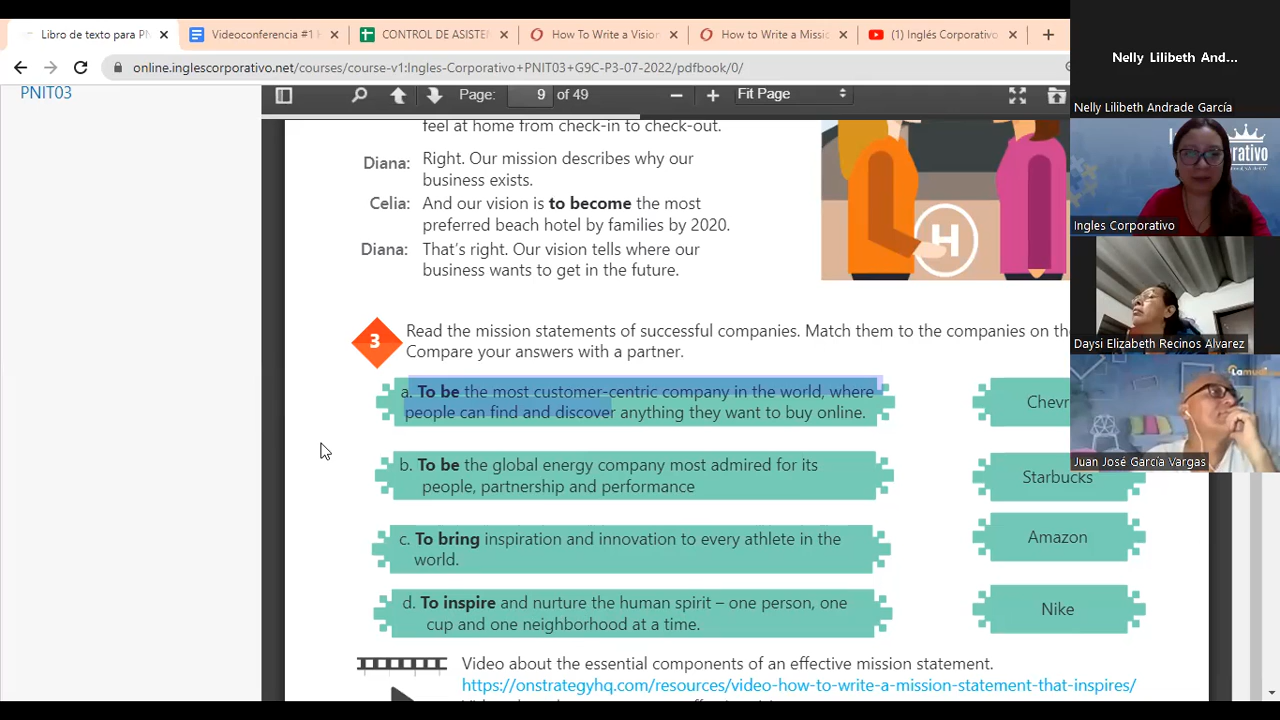 Libro de texto para PN
Videoconferencia #1 H
CONTROL DE ASISTE
How To Write a Vision
How to Write a Missic
(1) Inglés Corporativo
online.inglescorporativo.net/courses/course-v1:Ingles-Corporativo+PNIT03+G9C-P3-07-2022/pdfbook/0/
PNIT03
Page: 9 of 49
Fit Page
feel at home from check-in to check-out.
Diana: Right. Our mission describes why our
business exists.
Celia: And our vision is to become the most
preferred beach hotel by families by 2020.
Diana: That's right. Our vision tells where our
business wants to get in the future.
H
3
Read the mission statements of successful companies. Match them to the companies on the
Compare your answers with a partner.
a. To be the most customer-centric company in the world, where
people can find and discover anything they want to buy online.
Chevr
b. To be the global energy company most admired for its
people, partnership and performance
Starbucks
c. To bring inspiration and innovation to every athlete in the
world.
Amazon
d. To inspire and nurture the human spirit – one person, one
cup and one neighborhood at a time.
Nike
Video about the essential components of an effective mission statement.
https://onstrategyhq.com/resources/video-how-to-write-a-mission-statement-that-inspires/
Nelly Lilibeth And...
Nelly Lilibeth Andrade García
Ingles Corporativo
Daysi Elizabeth Recinos Alvarez
Juan José García Vargas